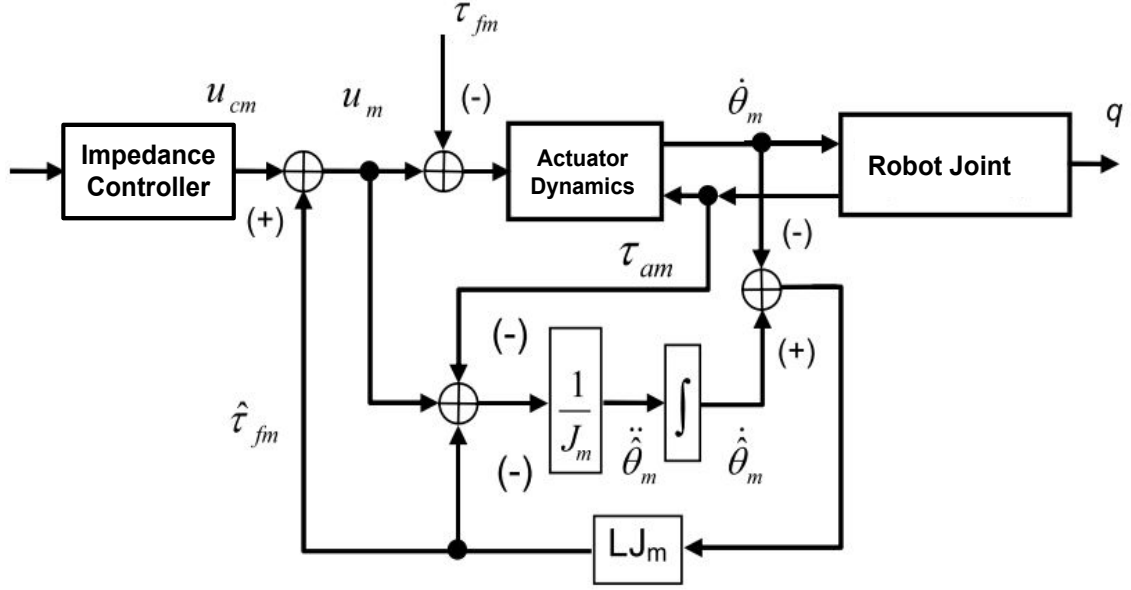 τ_fm
u_cm
u_m
(-)
θ̇_m
q
Impedance
Controller
Actuator
Dynamics
Robot Joint
(+)
(-)
τ_am
(-)
(+)
τ̂_fm
1
J_m
∫
θ̈̂_m
θ̇̂_m
(-)
LJ_m